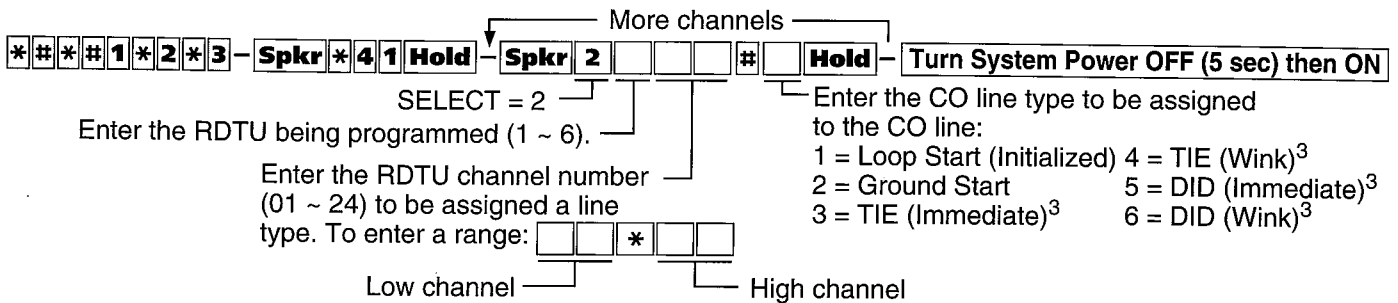 More channels
*#*#1*2*3 – Spkr *41 Hold – Spkr 2 # Hold – Turn System Power OFF (5 sec) then ON
SELECT = 2
Enter the RDTU being programmed (1 ~ 6).
Enter the RDTU channel number
(01 ~ 24) to be assigned a line
type. To enter a range: *
Low channel
High channel
Enter the CO line type to be assigned
to the CO line:
1 = Loop Start (Initialized) 4 = TIE (Wink)3
2 = Ground Start 5 = DID (Immediate)3
3 = TIE (Immediate)3 6 = DID (Wink)3